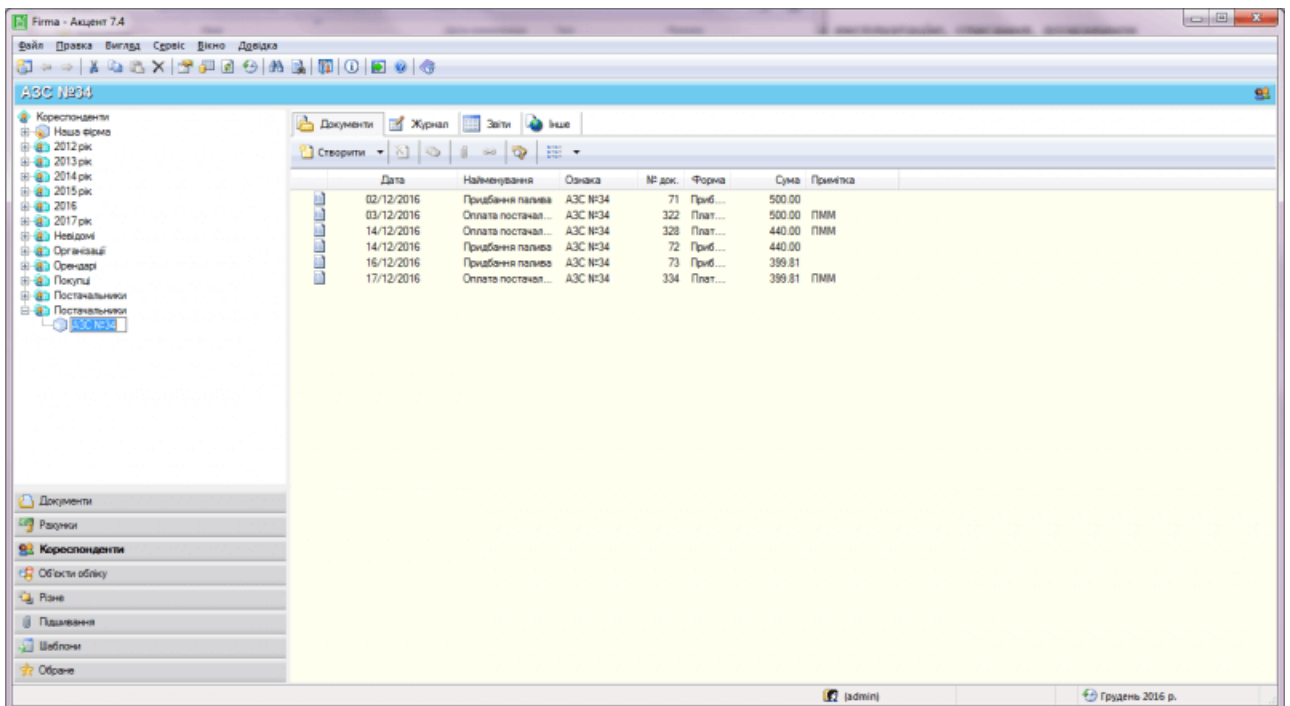 Firma - Акцент 7.4
Файл Правка Вигляд Сервіс Вікно Довідка
АЗС №34
Кореспонденти
Наша фірма
2012 рік
2013 рік
2014 рік
2015 рік
2016
2017 рік
Невідомі
Організації
Орендарі
Покупці
Постачальники
Постачальники
АЗС №34
Документи Журнал Звіти Інше
Створити
Дата Найменування Ознака № док. Форма Сума Примітка
02/12/2016 Придбання палива АЗС №34 71 Приб... 500.00
03/12/2016 Оплата постачал... АЗС №34 322 Плат... 500.00 ПММ
14/12/2016 Оплата постачал... АЗС №34 328 Плат... 440.00 ПММ
14/12/2016 Придбання палива АЗС №34 72 Приб... 440.00
16/12/2016 Придбання палива АЗС №34 73 Приб... 399.81
17/12/2016 Оплата постачал... АЗС №34 334 Плат... 399.81 ПММ
Документи
Рахунки
Кореспонденти
Об'єкти обліку
Різне
Підшивання
Шаблони
Обране
(admin) Грудень 2016 р.